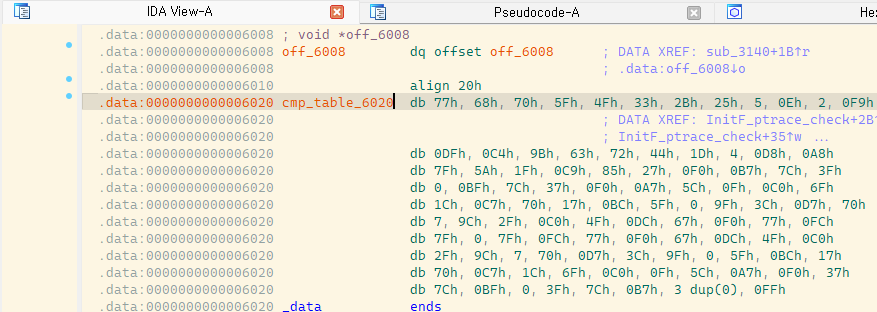 IDA View-A Pseudocode-A He
.data:0000000000006008 ; void *off_6008
.data:0000000000006008 off_6008 dq offset off_6008 ; DATA XREF: sub_3140+1B↑r
.data:0000000000006008 ; .data:off_6008↓o
.data:0000000000006010 align 20h
.data:0000000000006020 cmp_table_6020 db 77h, 68h, 70h, 5Fh, 4Fh, 33h, 2Bh, 25h, 5, 0Eh, 2, 0F9h
.data:0000000000006020 ; DATA XREF: InitF_ptrace_check+2B↑
.data:0000000000006020 ; InitF_ptrace_check+35↑w ...
.data:0000000000006020 db 0DFh, 0C4h, 9Bh, 63h, 72h, 44h, 1Dh, 4, 0D8h, 0A8h
.data:0000000000006020 db 7Fh, 5Ah, 1Fh, 0C9h, 85h, 27h, 0F0h, 0B7h, 7Ch, 3Fh
.data:0000000000006020 db 0, 0BFh, 7Ch, 37h, 0F0h, 0A7h, 5Ch, 0Fh, 0C0h, 6Fh
.data:0000000000006020 db 1Ch, 0C7h, 70h, 17h, 0BCh, 5Fh, 0, 9Fh, 3Ch, 0D7h, 70h
.data:0000000000006020 db 7, 9Ch, 2Fh, 0C0h, 4Fh, 0DCh, 67h, 0F0h, 77h, 0FCh
.data:0000000000006020 db 7Fh, 0, 7Fh, 0FCh, 77h, 0F0h, 67h, 0DCh, 4Fh, 0C0h
.data:0000000000006020 db 2Fh, 9Ch, 7, 70h, 0D7h, 3Ch, 9Fh, 0, 5Fh, 0BCh, 17h
.data:0000000000006020 db 70h, 0C7h, 1Ch, 6Fh, 0C0h, 0Fh, 5Ch, 0A7h, 0F0h, 37h
.data:0000000000006020 db 7Ch, 0BFh, 0, 3Fh, 7Ch, 0B7h, 3 dup(0), 0FFh
.data:0000000000006020 _data ends